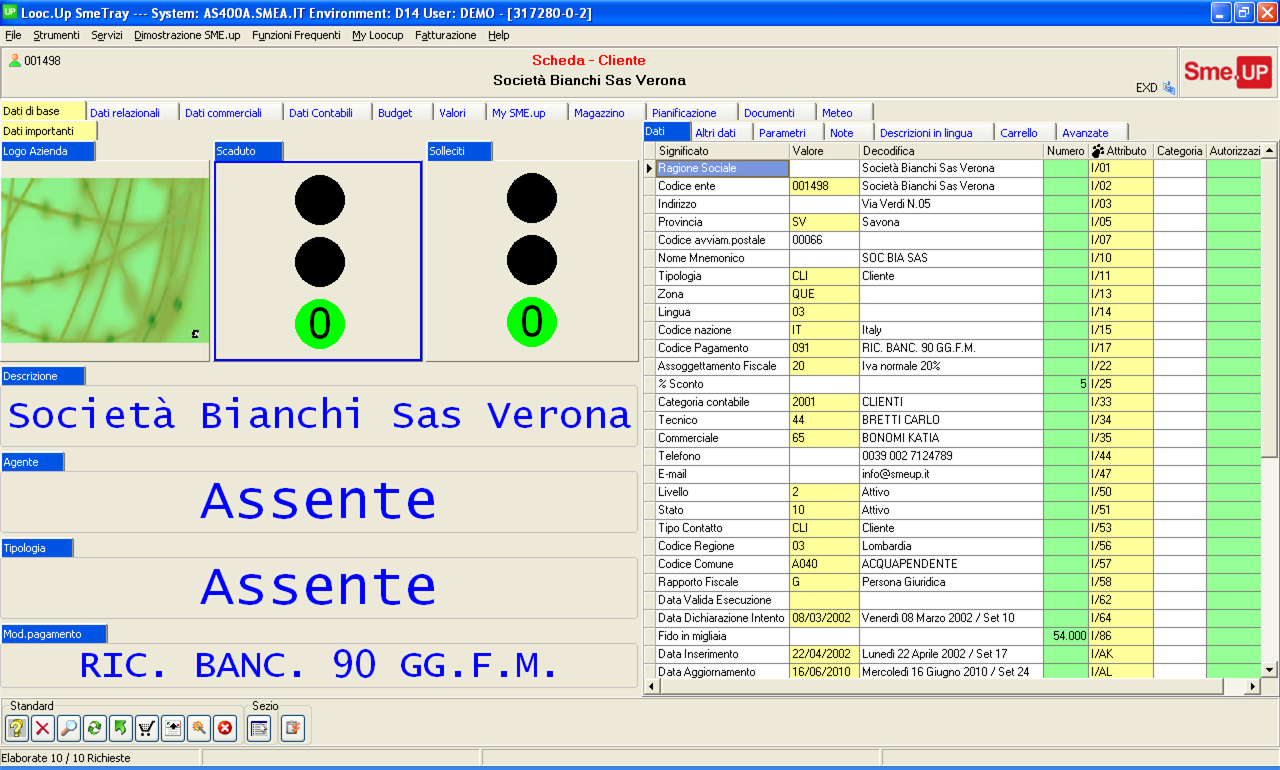 UP Looc.Up SmeTray --- System: AS400A.SMEA.IT Environment: D14 User: DEMO - [317280-0-2]
File Strumenti Servizi Dimostrazione SME.up Funzioni Frequenti My Loocup Fatturazione Help
001498
Scheda - Cliente
Società Bianchi Sas Verona
EXD
Sme.UP
Dati di base Dati relazionali Dati commerciali Dati Contabili Budget Valori My SME.up Magazzino Pianificazione Documenti Meteo
Dati importanti
Logo Azienda Scaduto Solleciti
0 0
Descrizione
Società Bianchi Sas Verona
Agente
Assente
Tipologia
Assente
Mod.pagamento
RIC. BANC. 90 GG.F.M.
Dati Altri dati Parametri Note Descrizioni in lingua Carrello Avanzate
Significato Valore Decodifica Numero Attributo Categoria Autorizzazi
Ragione Sociale Società Bianchi Sas Verona I/01
Codice ente 001498 Società Bianchi Sas Verona I/02
Indirizzo Via Verdi N.05 I/03
Provincia SV Savona I/05
Codice avviam.postale 00066 I/07
Nome Mnemonico SOC BIA SAS I/10
Tipologia CLI Cliente I/11
Zona QUE I/13
Lingua 03 I/14
Codice nazione IT Italy I/15
Codice Pagamento 091 RIC. BANC. 90 GG.F.M. I/17
Assoggettamento Fiscale 20 Iva normale 20% I/22
% Sconto 5 I/25
Categoria contabile 2001 CLIENTI I/33
Tecnico 44 BRETTI CARLO I/34
Commerciale 65 BONOMI KATIA I/35
Telefono 0039 002 7124789 I/44
E-mail info@smeup.it I/47
Livello 2 Attivo I/50
Stato 10 Attivo I/51
Tipo Contatto CLI Cliente I/53
Codice Regione 03 Lombardia I/56
Codice Comune A040 ACQUAPENDENTE I/57
Rapporto Fiscale G Persona Giuridica I/58
Data Valida Esecuzione I/62
Data Dichiarazione Intento 08/03/2002 Venerdì 08 Marzo 2002 / Set 10 I/64
Fido in migliaia 54.000 I/86
Data Inserimento 22/04/2002 Lunedì 22 Aprile 2002 / Set 17 I/AK
Data Aggiornamento 16/06/2010 Mercoledì 16 Giugno 2010 / Set 24 I/AL
Standard Sezio
Elaborate 10 / 10 Richieste